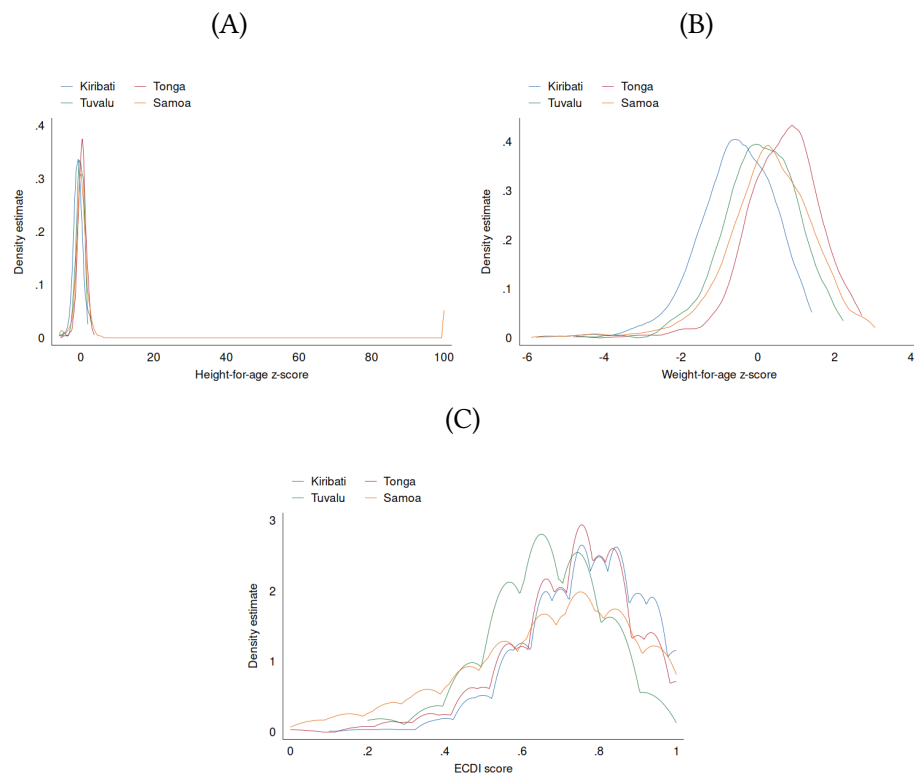 (A)
(B)
Kiribati Tonga
Tuvalu Samoa
.4
.3
.2
.1
0
Density estimate
0 20 40 60 80 100
Height-for-age z-score
Kiribati Tonga
Tuvalu Samoa
.4
.3
.2
.1
0
Density estimate
-6 -4 -2 0 2 4
Weight-for-age z-score
(C)
Kiribati Tonga
Tuvalu Samoa
3
2
1
0
Density estimate
0 .2 .4 .6 .8 1
ECDI score